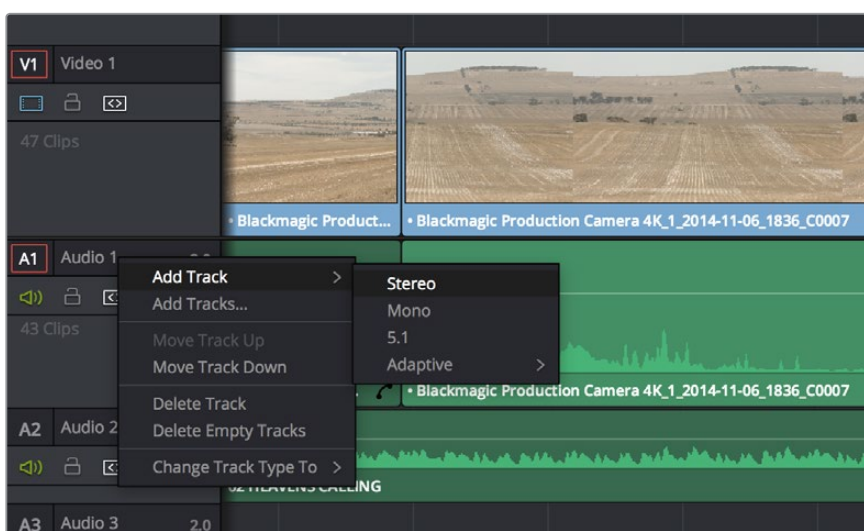 V1 Video 1
47 Clips
• Blackmagic Product...
• Blackmagic Production Camera 4K_1_2014-11-06_1836_C0007
A1 Audio 1
43 Clips
Add Track >
Add Tracks...
Move Track Up
Move Track Down
Delete Track
Delete Empty Tracks
Change Track Type To >
Stereo
Mono
5.1
Adaptive >
• Blackmagic Production Camera 4K_1_2014-11-06_1836_C0007
A2 Audio 2
HEAVENS CALLING
A3 Audio 3 2.0